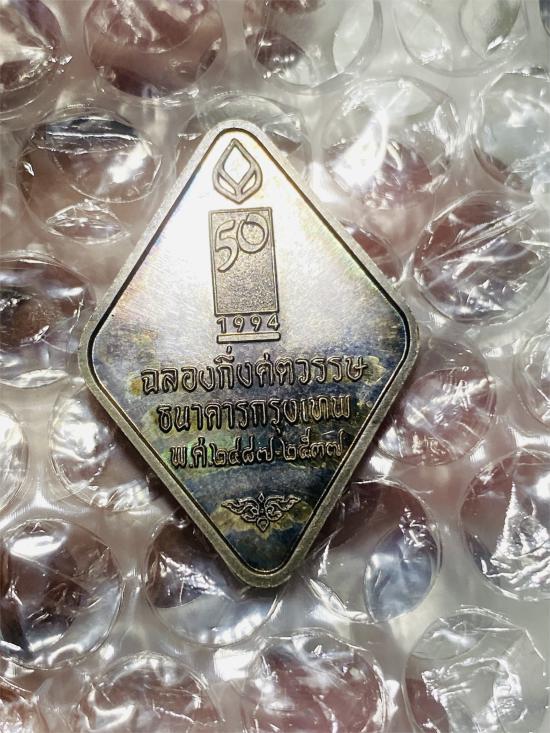 50
1994
ฉลองกึ่งศตวรรษ
ธนาคารกรุงเทพ
พ.ศ.๒๔๘๗-๒๕๓๗